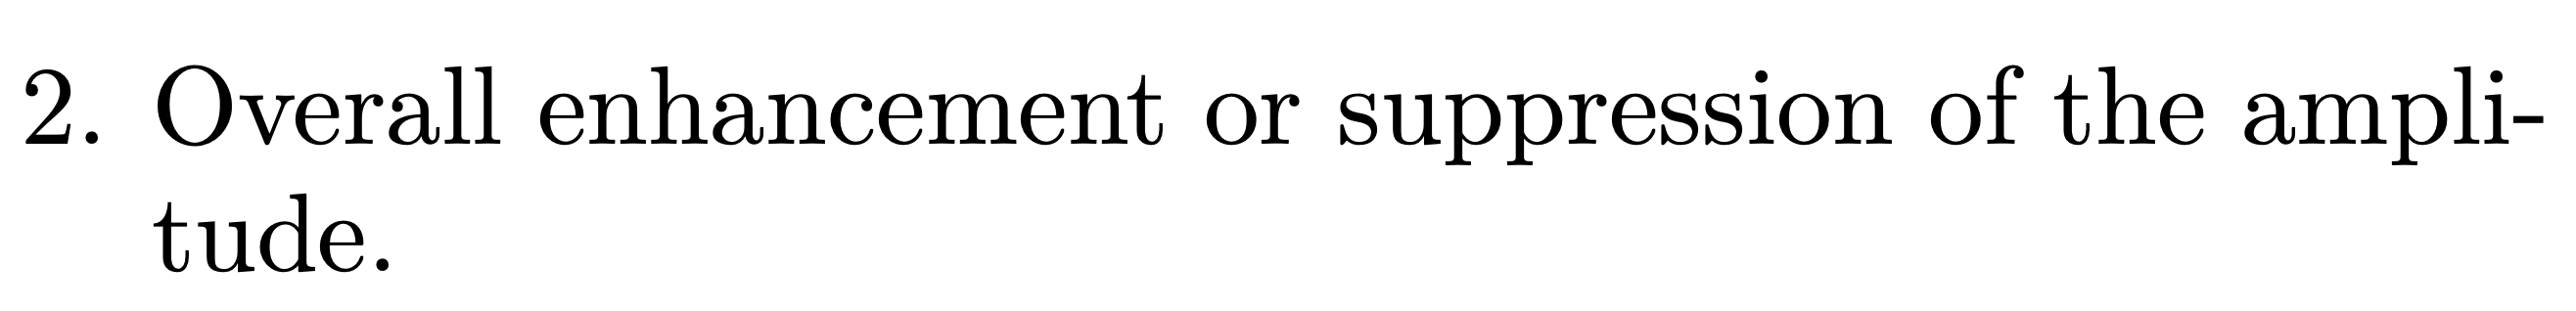 2. Overall enhancement or suppression of the ampli-
tude.